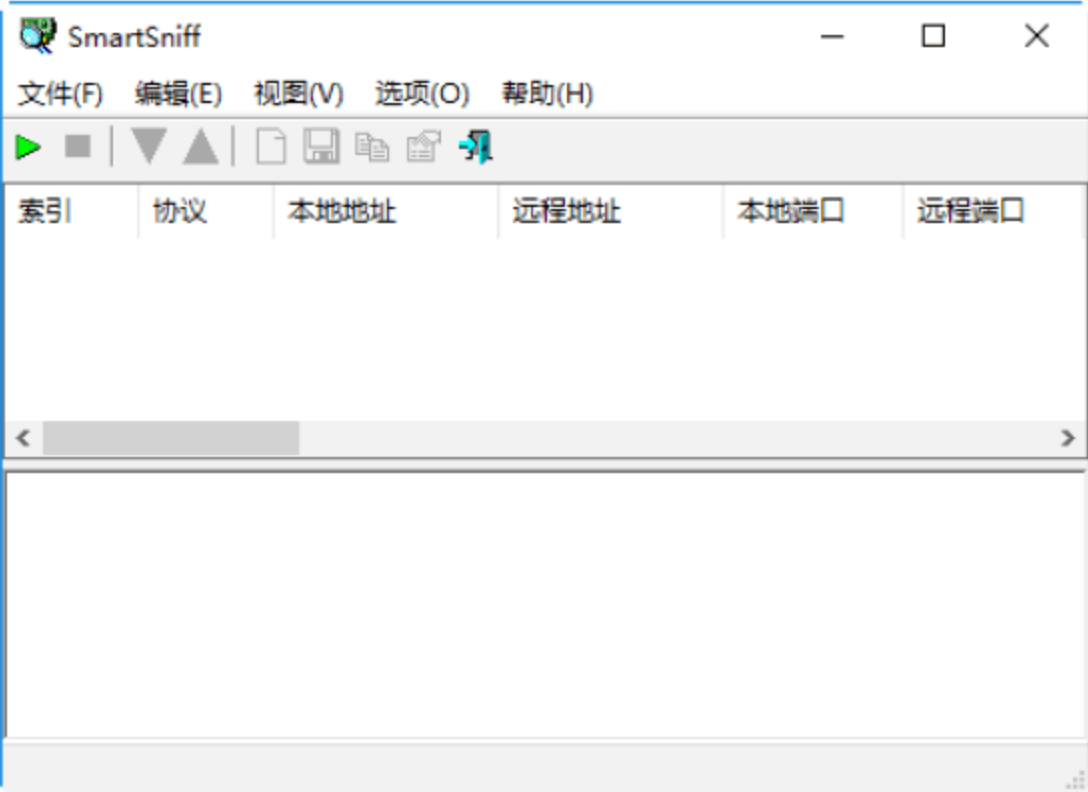 SmartSniff
文件(F) 编辑(E) 视图(V) 选项(O) 帮助(H)
索引 协议 本地地址 远程地址 本地端口 远程端口